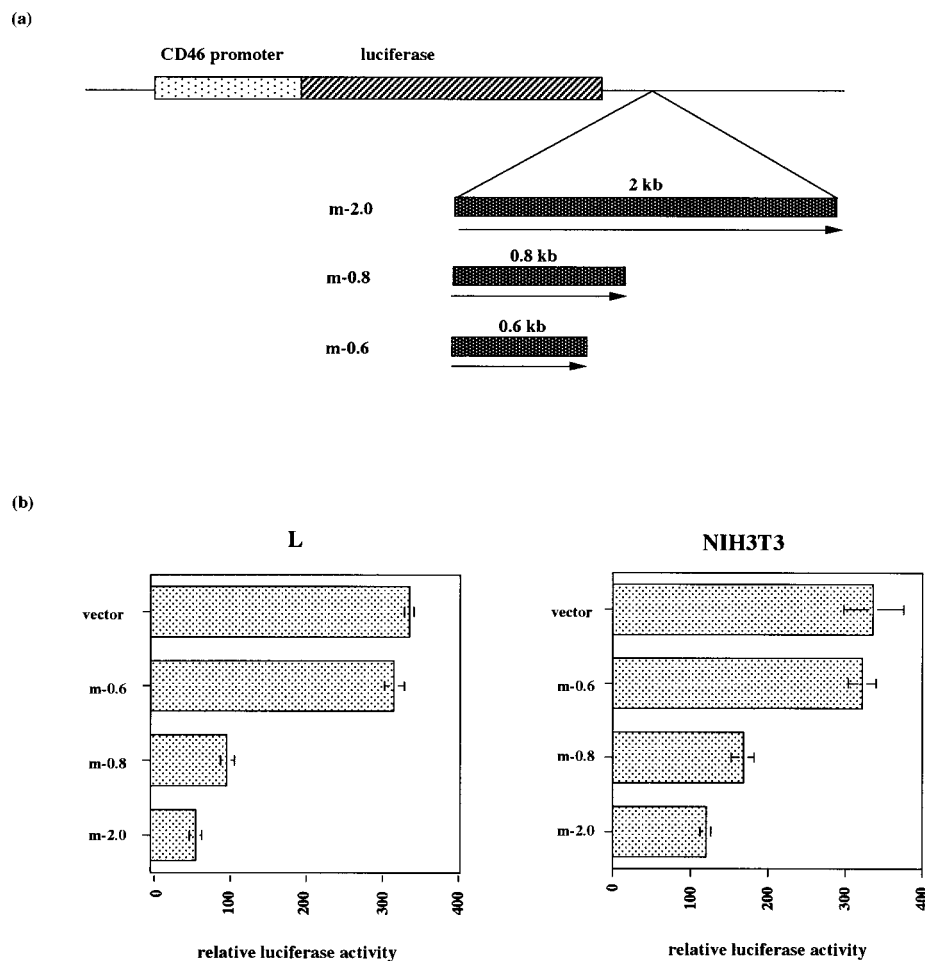 (a)
CD46 promoter luciferase
2 kb
m-2.0
0.8 kb
m-0.8
0.6 kb
m-0.6
(b)
L
vector
m-0.6
m-0.8
m-2.0
0 100 200 300 400
relative luciferase activity
NIH3T3
vector
m-0.6
m-0.8
m-2.0
0 100 200 300 400
relative luciferase activity